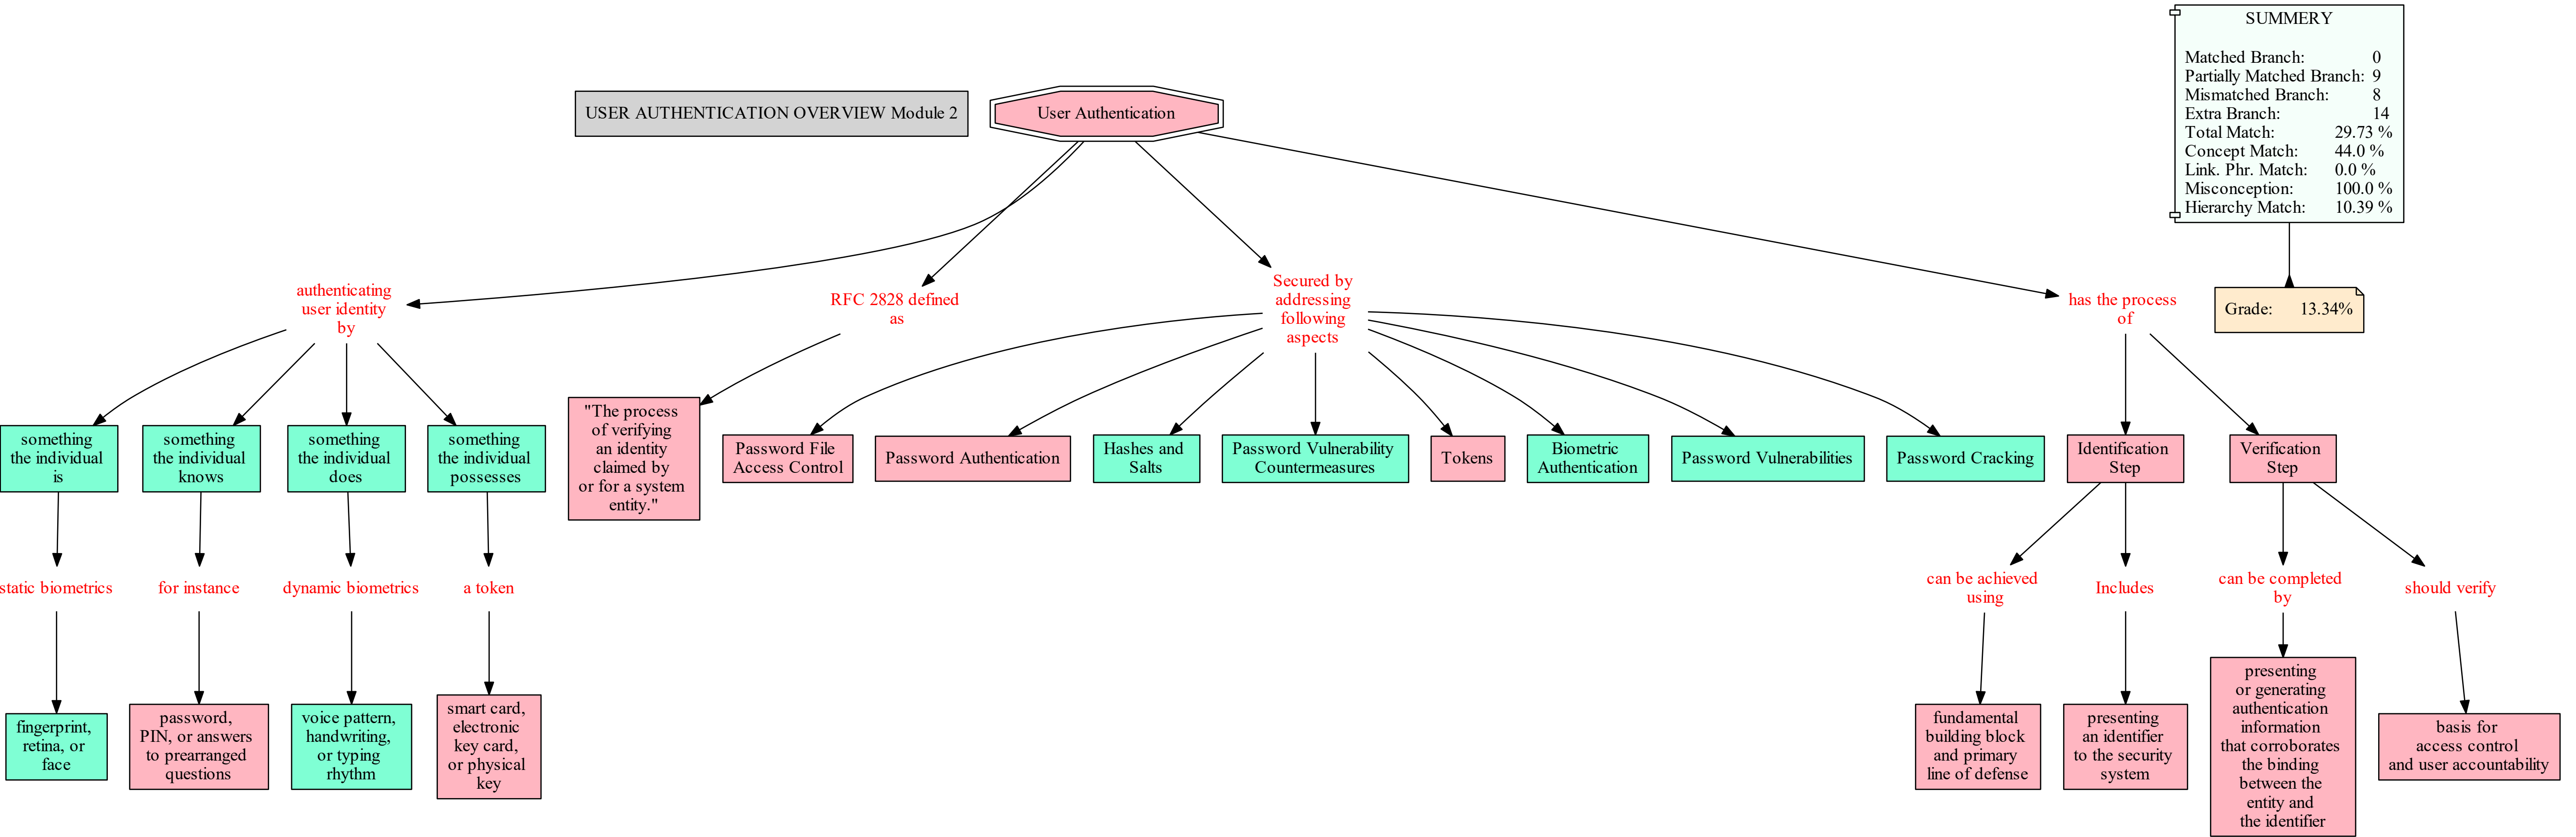 SUMMERY
Matched Branch: 0
Partially Matched Branch: 9
Mismatched Branch: 8
Extra Branch: 14
Total Match: 29.73 %
Concept Match: 44.0 %
Link. Phr. Match: 0.0 %
Misconception: 100.0 %
Hierarchy Match: 10.39 %
Grade: 13.34%
USER AUTHENTICATION OVERVIEW Module 2
User Authentication
authenticating
user identity
by
RFC 2828 defined
as
Secured by
addressing
following
aspects
has the process
of
something
the individual
is
something
the individual
knows
something
the individual
does
something
the individual
possesses
"The process
of verifying
an identity
claimed by
or for a system
entity."
Password File
Access Control
Password Authentication
Hashes and
Salts
Password Vulnerability
Countermeasures
Tokens
Biometric
Authentication
Password Vulnerabilities
Password Cracking
Identification
Step
Verification
Step
static biometrics
for instance
dynamic biometrics
a token
can be achieved
using
Includes
can be completed
by
should verify
fingerprint,
retina, or
face
password,
PIN, or answers
to prearranged
questions
voice pattern,
handwriting,
or typing
rhythm
smart card,
electronic
key card,
or physical
key
fundamental
building block
and primary
line of defense
presenting
an identifier
to the security
system
presenting
or generating
authentication
information
that corroborates
the binding
between the
entity and
the identifier
basis for
access control
and user accountability